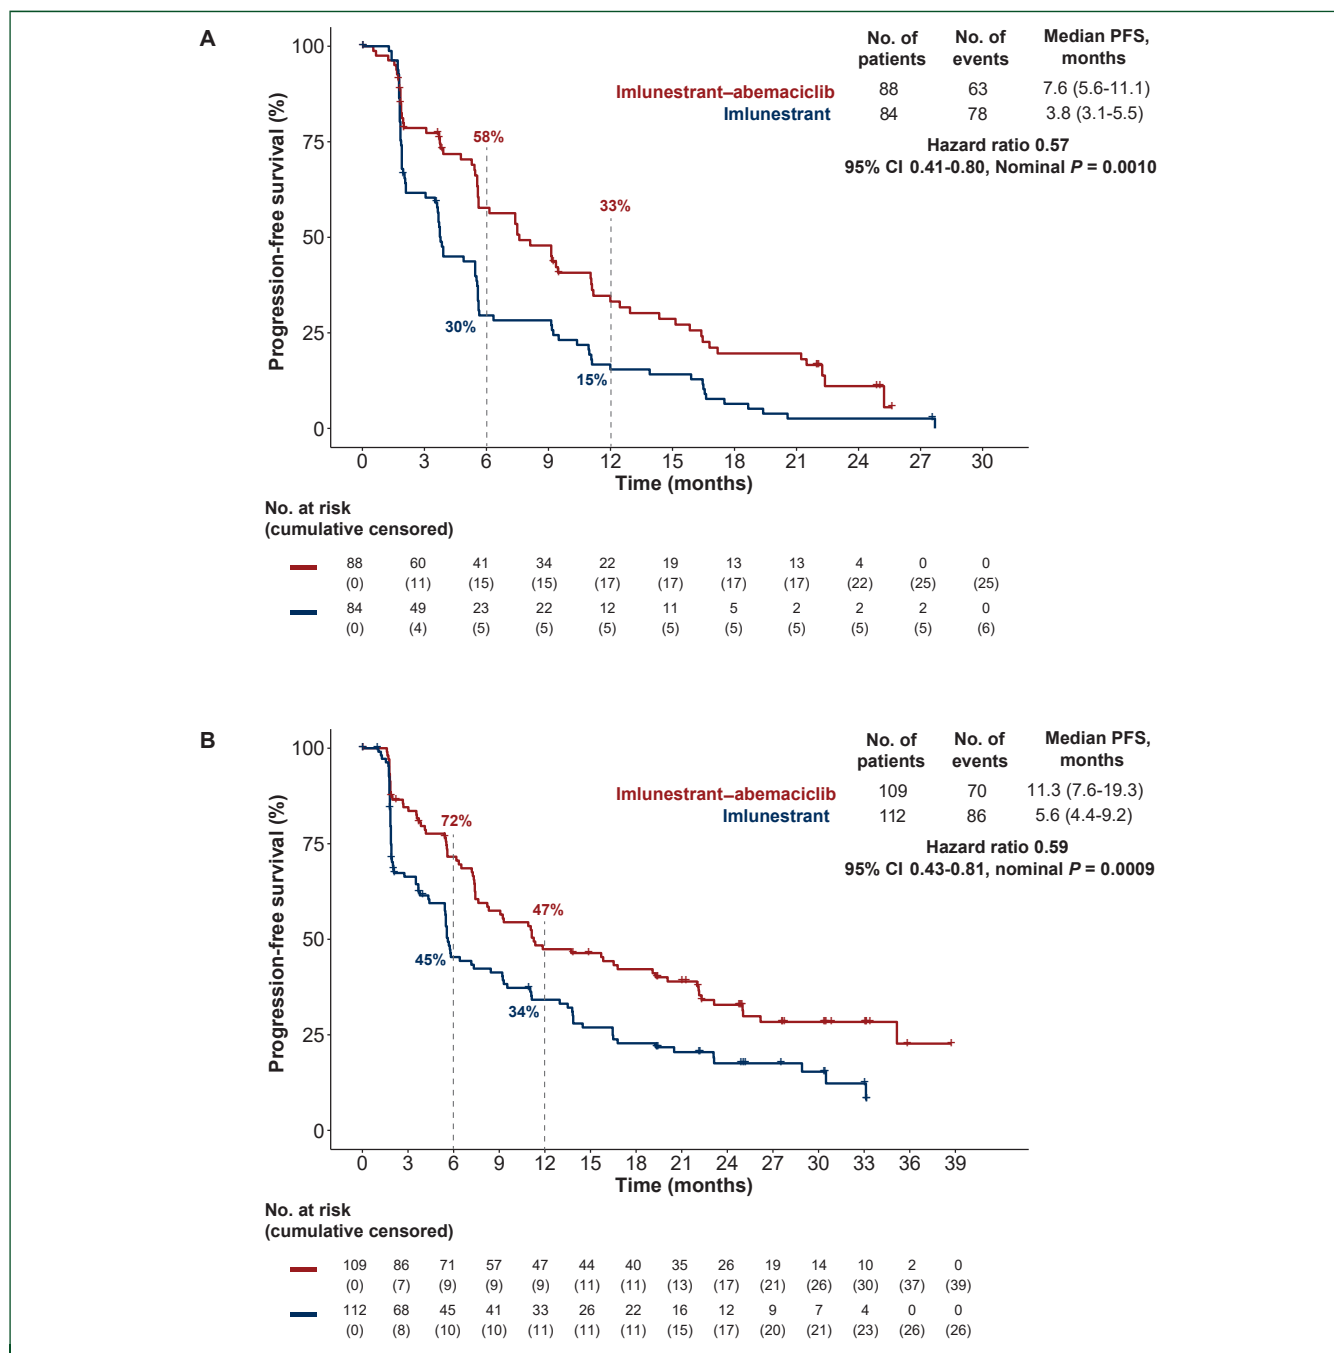 A
No. of patients	No. of events	Median PFS, months
Imlunestrant–abemaciclib	88	63	7.6 (5.6-11.1)
Imlunestrant	84	78	3.8 (3.1-5.5)
Hazard ratio 0.57
95% CI 0.41-0.80, Nominal P = 0.0010
Progression-free survival (%)
100
75
50
25
0
58%
33%
30%
15%
0 3 6 9 12 15 18 21 24 27 30
Time (months)
No. at risk
(cumulative censored)
88 60 41 34 22 19 13 13 4 0 0
(0) (11) (15) (15) (17) (17) (17) (17) (22) (25) (25)
84 49 23 22 12 11 5 2 2 2 0
(0) (4) (5) (5) (5) (5) (5) (5) (5) (5) (6)
B
No. of patients	No. of events	Median PFS, months
Imlunestrant–abemaciclib	109	70	11.3 (7.6-19.3)
Imlunestrant	112	86	5.6 (4.4-9.2)
Hazard ratio 0.59
95% CI 0.43-0.81, nominal P = 0.0009
Progression-free survival (%)
100
75
50
25
0
72%
47%
45%
34%
0 3 6 9 12 15 18 21 24 27 30 33 36 39
Time (months)
No. at risk
(cumulative censored)
109 86 71 57 47 44 40 35 26 19 14 10 2 0
(0) (7) (9) (9) (9) (11) (11) (13) (17) (21) (26) (30) (37) (39)
112 68 45 41 33 26 22 16 12 9 7 4 0 0
(0) (8) (10) (10) (11) (11) (11) (15) (17) (20) (21) (23) (26) (26)